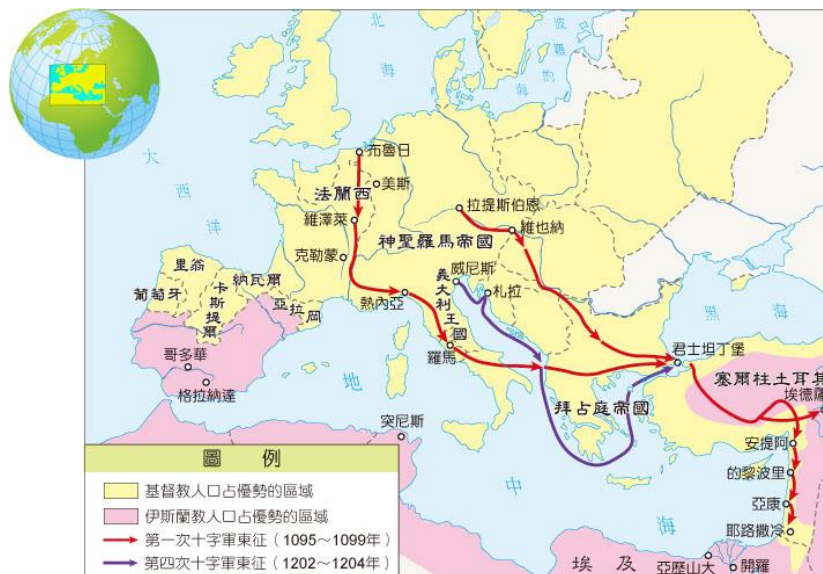 北海
波羅的海
大西洋
布魯日
美斯
法蘭西
維澤萊
克勒蒙
拉提斯伯恩
維也納
神聖羅馬帝國
威尼斯
札拉
義大利王國
熱內亞
羅馬
里翁
納瓦爾
葡萄牙
卡斯提爾
亞拉岡
哥多華
格拉納達
突尼斯
地中海
黑海
君士坦丁堡
塞爾柱土耳其
埃德薩
拜占庭帝國
安提阿
的黎波里
亞康
耶路撒冷
埃及
亞歷山大
開羅
圖例
基督教人口占優勢的區域
伊斯蘭教人口占優勢的區域
第一次十字軍東征（1095～1099年）
第四次十字軍東征（1202～1204年）